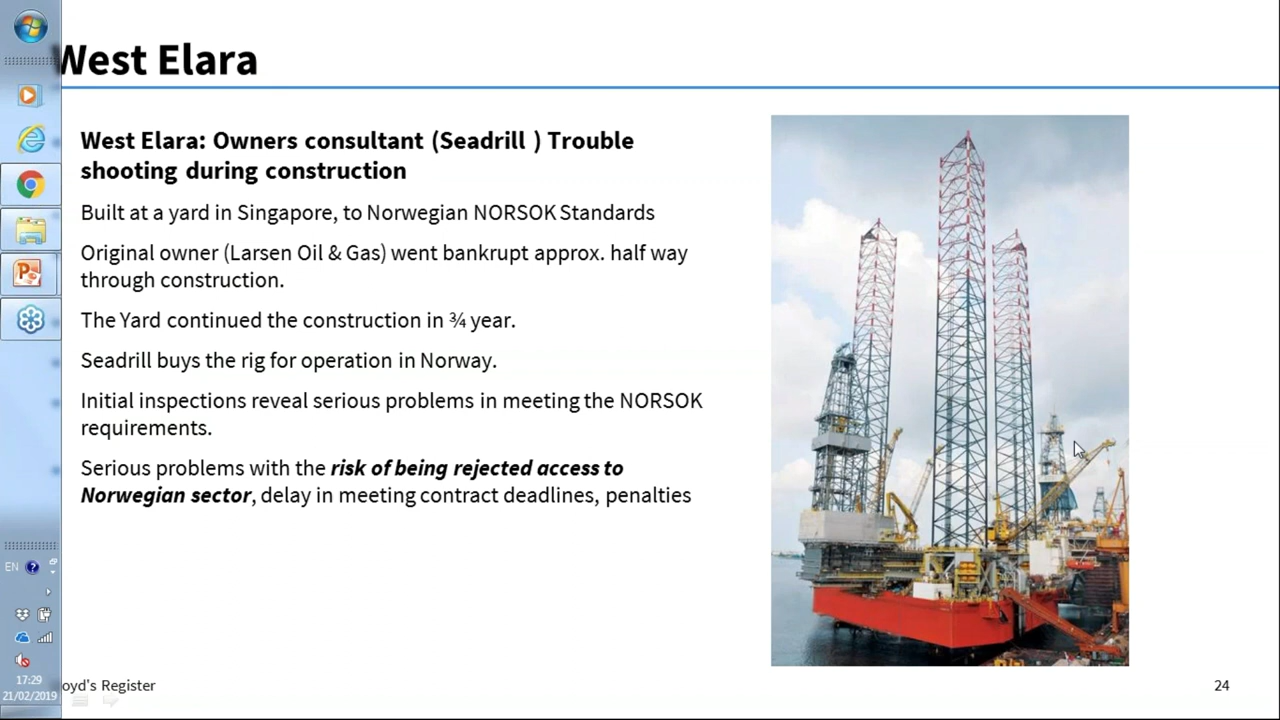 West Elara
West Elara: Owners consultant (Seadrill ) Trouble
shooting during construction
Built at a yard in Singapore, to Norwegian NORSOK Standards
Original owner (Larsen Oil & Gas) went bankrupt approx. half way
through construction.
The Yard continued the construction in ¾ year.
Seadrill buys the rig for operation in Norway.
Initial inspections reveal serious problems in meeting the NORSOK
requirements.
Serious problems with the risk of being rejected access to
Norwegian sector, delay in meeting contract deadlines, penalties
EN
17:29
21/02/2019
oyd's Register
24